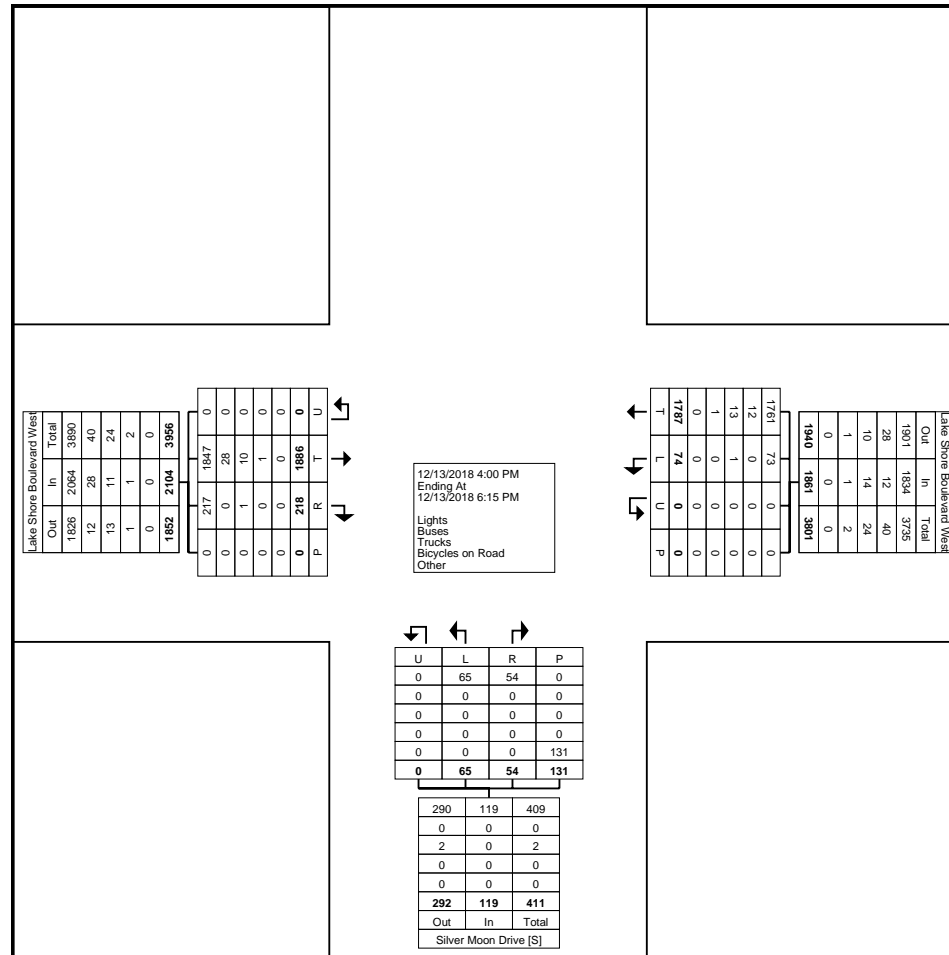 Lake Shore Boulevard West
Out In Total
1826 2064 3890
12 28 40
13 11 24
1 1 2
0 0 0
1852 2104 3956
0 217 1847 0
0 0 28 0
0 1 10 0
0 0 1 0
0 0 0 0
0 218 1886 0
P R T U
12/13/2018 4:00 PM
Ending At
12/13/2018 6:15 PM
Lights
Buses
Trucks
Bicycles on Road
Other
Lake Shore Boulevard West
Out In Total
1901 1834 3735
28 12 40
10 14 24
1 1 2
0 0 0
1940 1861 3801
1761 73 0 0
12 0 0 0
13 1 0 0
1 0 0 0
0 0 0 0
1787 74 0 0
T L U P
U L R P
0 65 54 0
0 0 0 0
0 0 0 0
0 0 0 0
0 0 0 131
0 65 54 131
290 119 409
0 0 0
2 0 2
0 0 0
0 0 0
292 119 411
Out In Total
Silver Moon Drive [S]